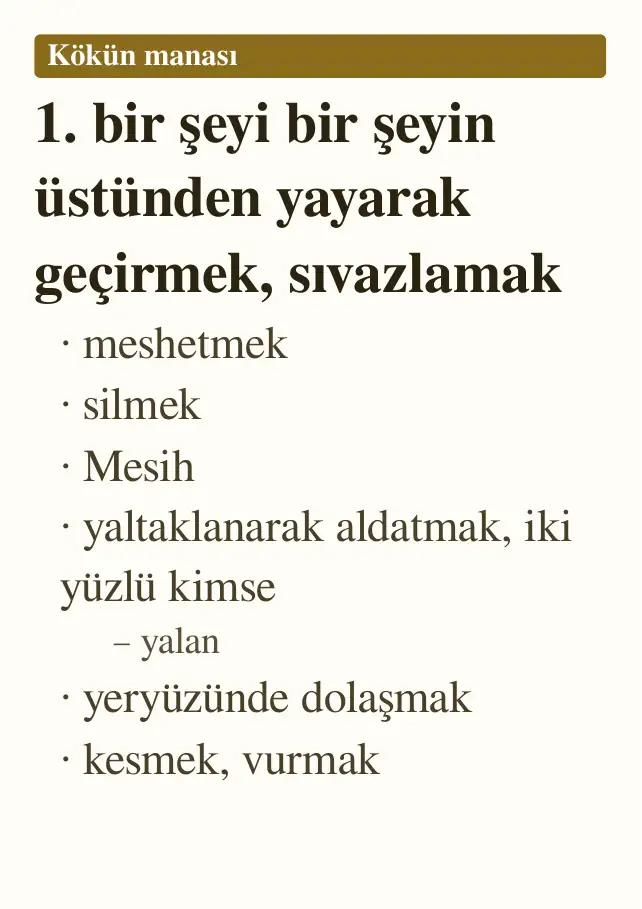 Kökün manası
1. bir şeyi bir şeyin
üstünden yayarak
geçirmek, sıvazlamak
· meshetmek
· silmek
· Mesih
· yaltaklanarak aldatmak, iki
yüzlü kimse
– yalan
· yeryüzünde dolaşmak
· kesmek, vurmak